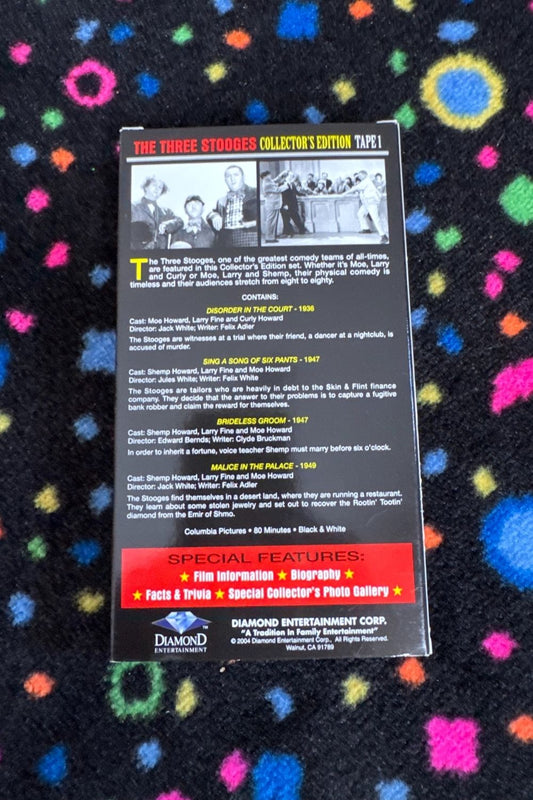 THE THREE STOOGES COLLECTOR'S EDITION TAPE 1
The Three Stooges, one of the greatest comedy teams of all-times,
are featured in this Collector's Edition set. Whether it's Moe, Larry
and Curly or Moe, Larry and Shemp, their physical comedy is
timeless and their audiences stretch from eight to eighty.
CONTAINS:
DISORDER IN THE COURT - 1936
Cast: Moe Howard, Larry Fine and Curly Howard
Director: Jack White; Writer: Felix Adler
The Stooges are witnesses at a trial where their friend, a dancer at a nightclub, is
accused of murder.
SING A SONG OF SIX PANTS - 1947
Cast: Shemp Howard, Larry Fine and Moe Howard
Director: Jules White; Writer: Felix White
The Stooges are tailors who are heavily in debt to the Skin & Flint finance
company. They decide that the answer to their problems is to capture a fugitive
bank robber and claim the reward for themselves.
BRIDELESS GROOM - 1947
Cast: Shemp Howard, Larry Fine and Moe Howard
Director: Edward Bernds; Writer: Clyde Bruckman
In order to inherit a fortune, voice teacher Shemp must marry before six o'clock.
MALICE IN THE PALACE - 1949
Cast: Shemp Howard, Larry Fine and Moe Howard
Director: Jack White; Writer: Felix Adler
The Stooges find themselves in a desert land, where they are running a restaurant.
They learn about some stolen jewelry and set out to recover the Rootin' Tootin'
diamond from the Emir of Shmo.
Columbia Pictures • 80 Minutes • Black & White
SPECIAL FEATURES:
★ Film Information ★ Biography ★
★ Facts & Trivia ★ Special Collector's Photo Gallery ★
DIAMOND
ENTERTAINMENT
™
DIAMOND ENTERTAINMENT CORP.
"A Tradition In Family Entertainment"
© 2004 Diamond Entertainment Corp., All Rights Reserved.
Walnut, CA 91789